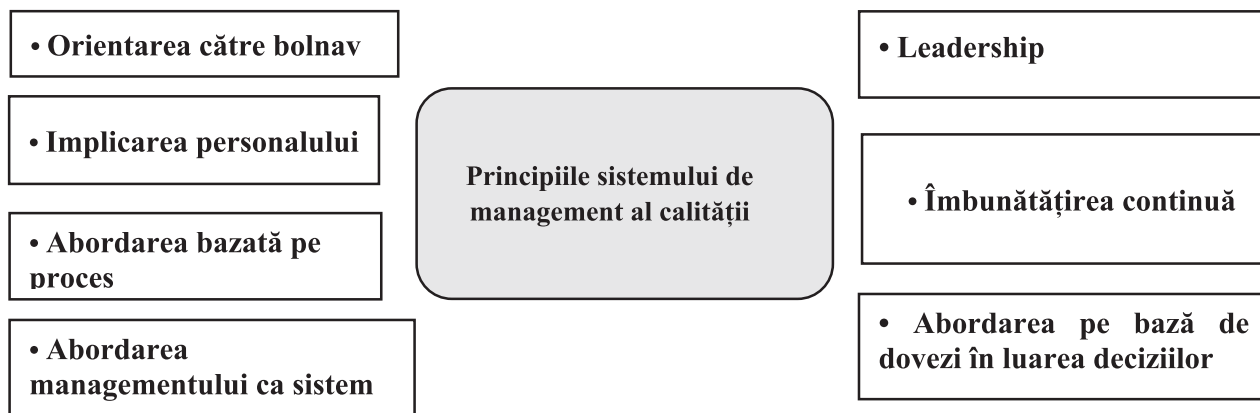 • Orientarea către bolnav
• Implicarea personalului
• Abordarea bazată pe
proces
• Abordarea
managementului ca sistem
Principiile sistemului de
management al calității
• Leadership
• Îmbunătățirea continuă
• Abordarea pe bază de
dovezi în luarea deciziilor